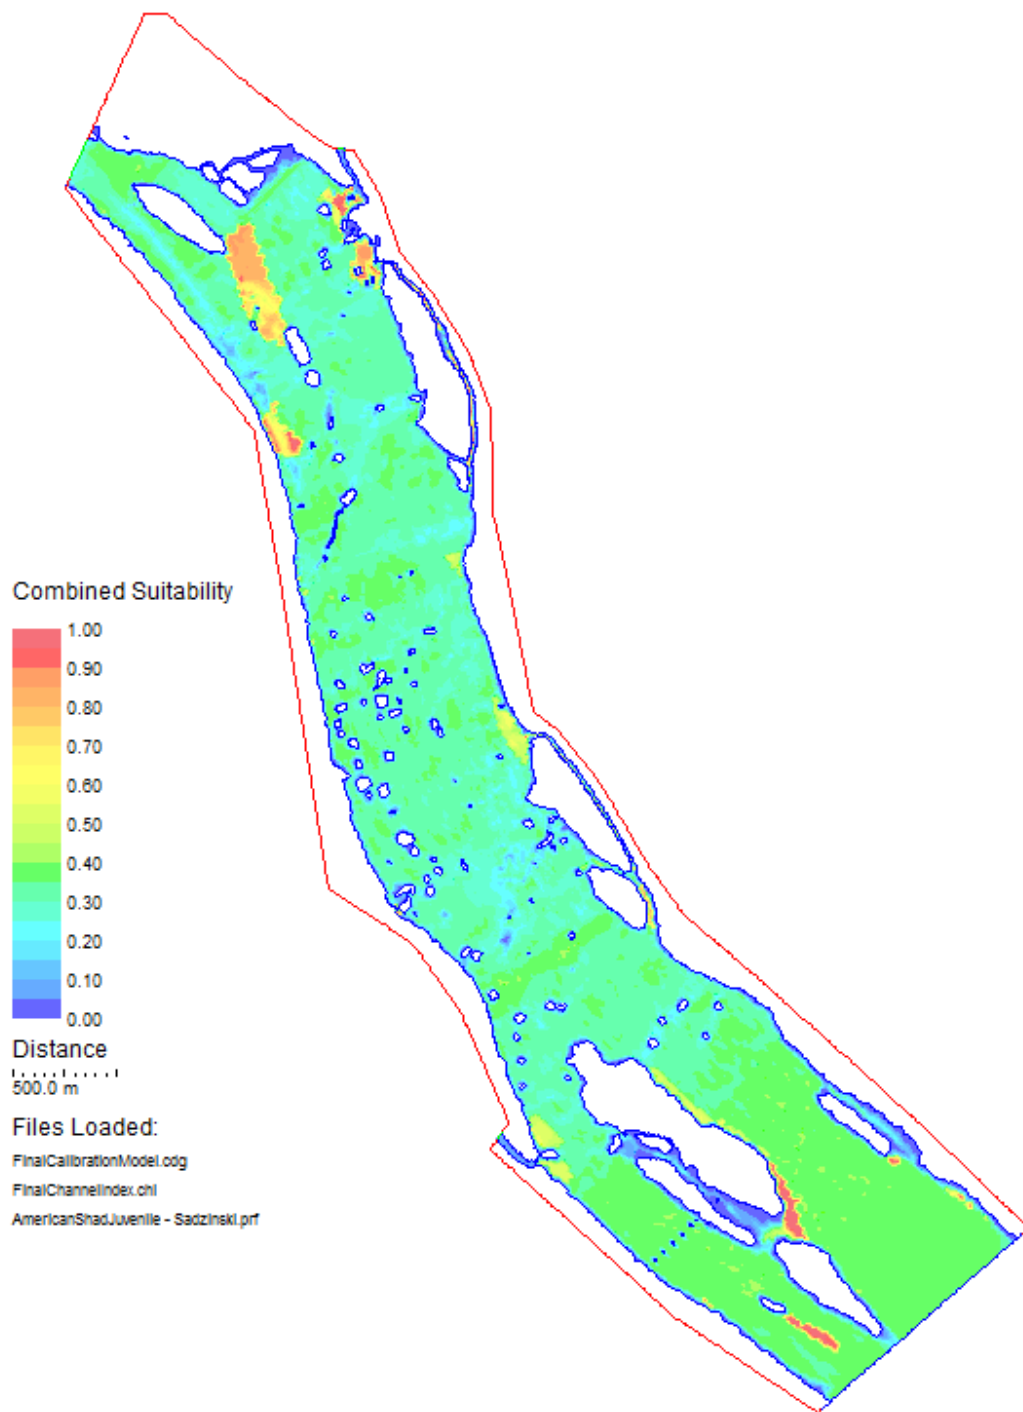 Combined Suitability
1.00
0.90
0.80
0.70
0.60
0.50
0.40
0.30
0.20
0.10
0.00
Distance
500.0 m
Files Loaded:
FinalCalibrationModel.cdg
FinalChannelIndex.chi
AmericanShadJuvenile - Sadzinski.prf